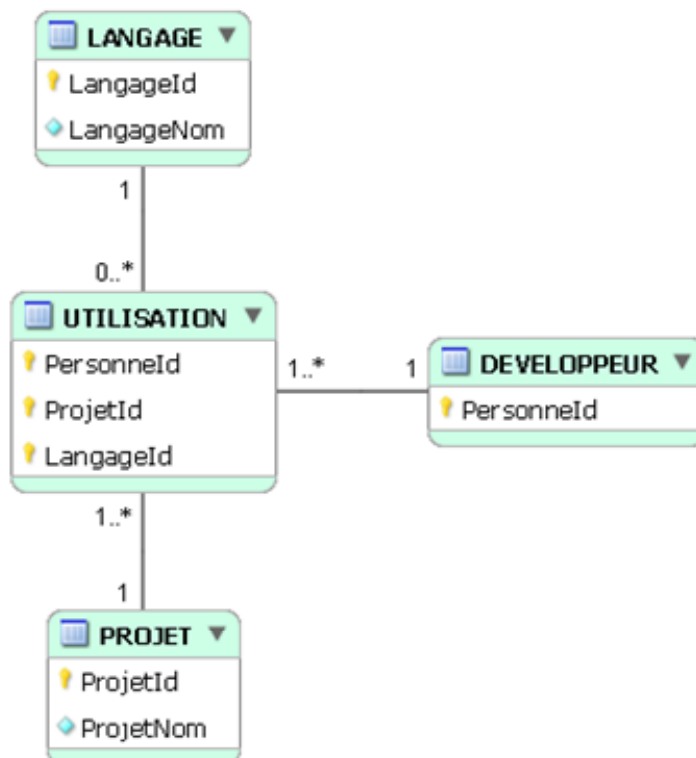 LANGAGE
LangageId
LangageNom
1
0..*
UTILISATION
PersonneId
ProjetId
LangageId
1..*
1
DEVELOPPEUR
PersonneId
1..*
1
PROJET
ProjetId
ProjetNom